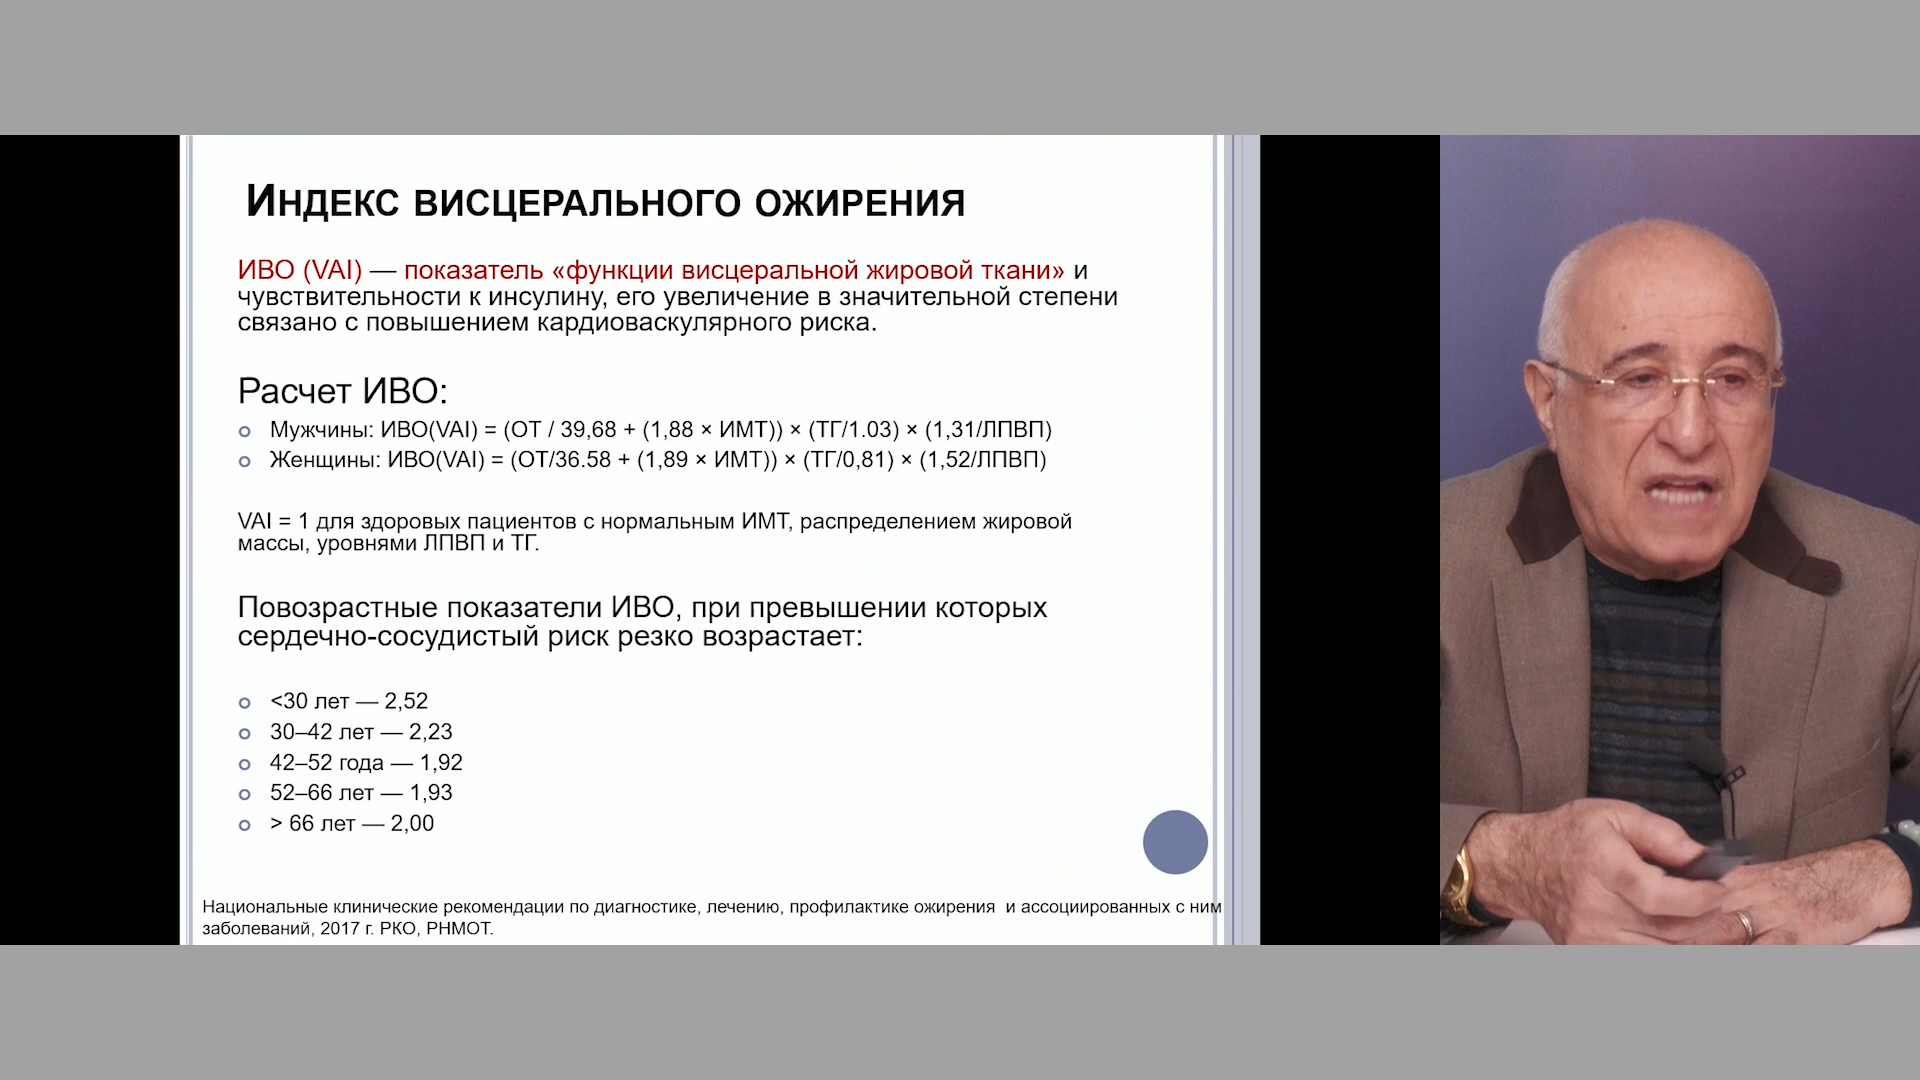 Индекс висцерального ожирения
ИВО (VAI) — показатель «функции висцеральной жировой ткани» и
чувствительности к инсулину, его увеличение в значительной степени
связано с повышением кардиоваскулярного риска.
Расчет ИВО:
Мужчины: ИВО(VAI) = (ОТ / 39,68 + (1,88 × ИМТ)) × (ТГ/1.03) × (1,31/ЛПВП)
Женщины: ИВО(VAI) = (ОТ/36.58 + (1,89 × ИМТ)) × (ТГ/0,81) × (1,52/ЛПВП)
VAI = 1 для здоровых пациентов с нормальным ИМТ, распределением жировой
массы, уровнями ЛПВП и ТГ.
Повозрастные показатели ИВО, при превышении которых
сердечно-сосудистый риск резко возрастает:
<30 лет — 2,52
30–42 лет — 2,23
42–52 года — 1,92
52–66 лет — 1,93
> 66 лет — 2,00
Национальные клинические рекомендации по диагностике, лечению, профилактике ожирения и ассоциированных с ним
заболеваний, 2017 г. РКО, РНМОТ.